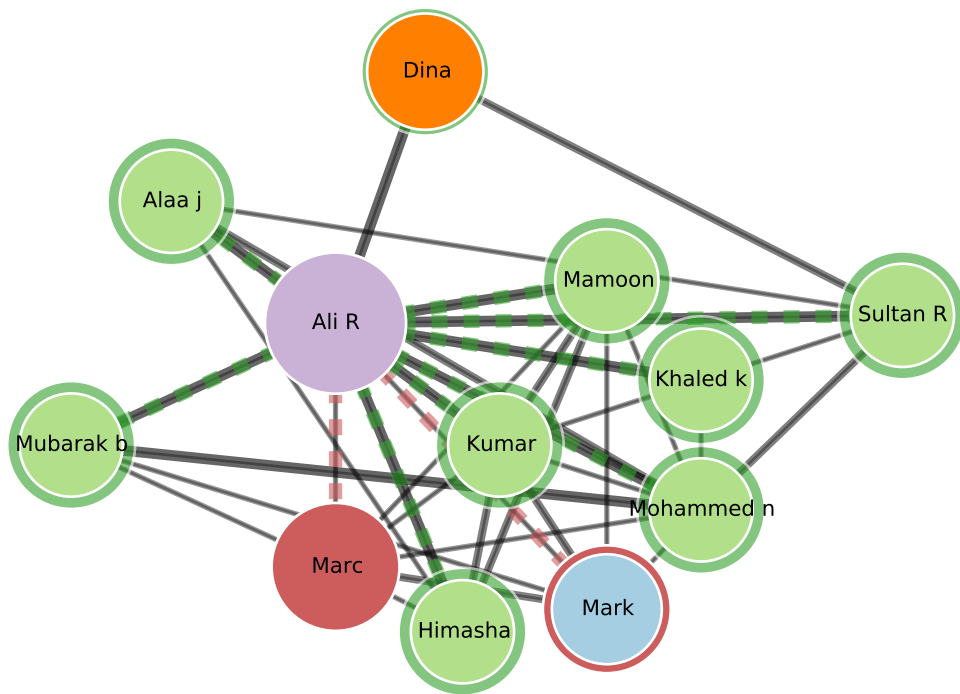 Dina
Alaa j
Mamoon
Ali R
Sultan R
Khaled k
Mubarak b
Kumar
Mohammed n
Marc
Mark
Himasha